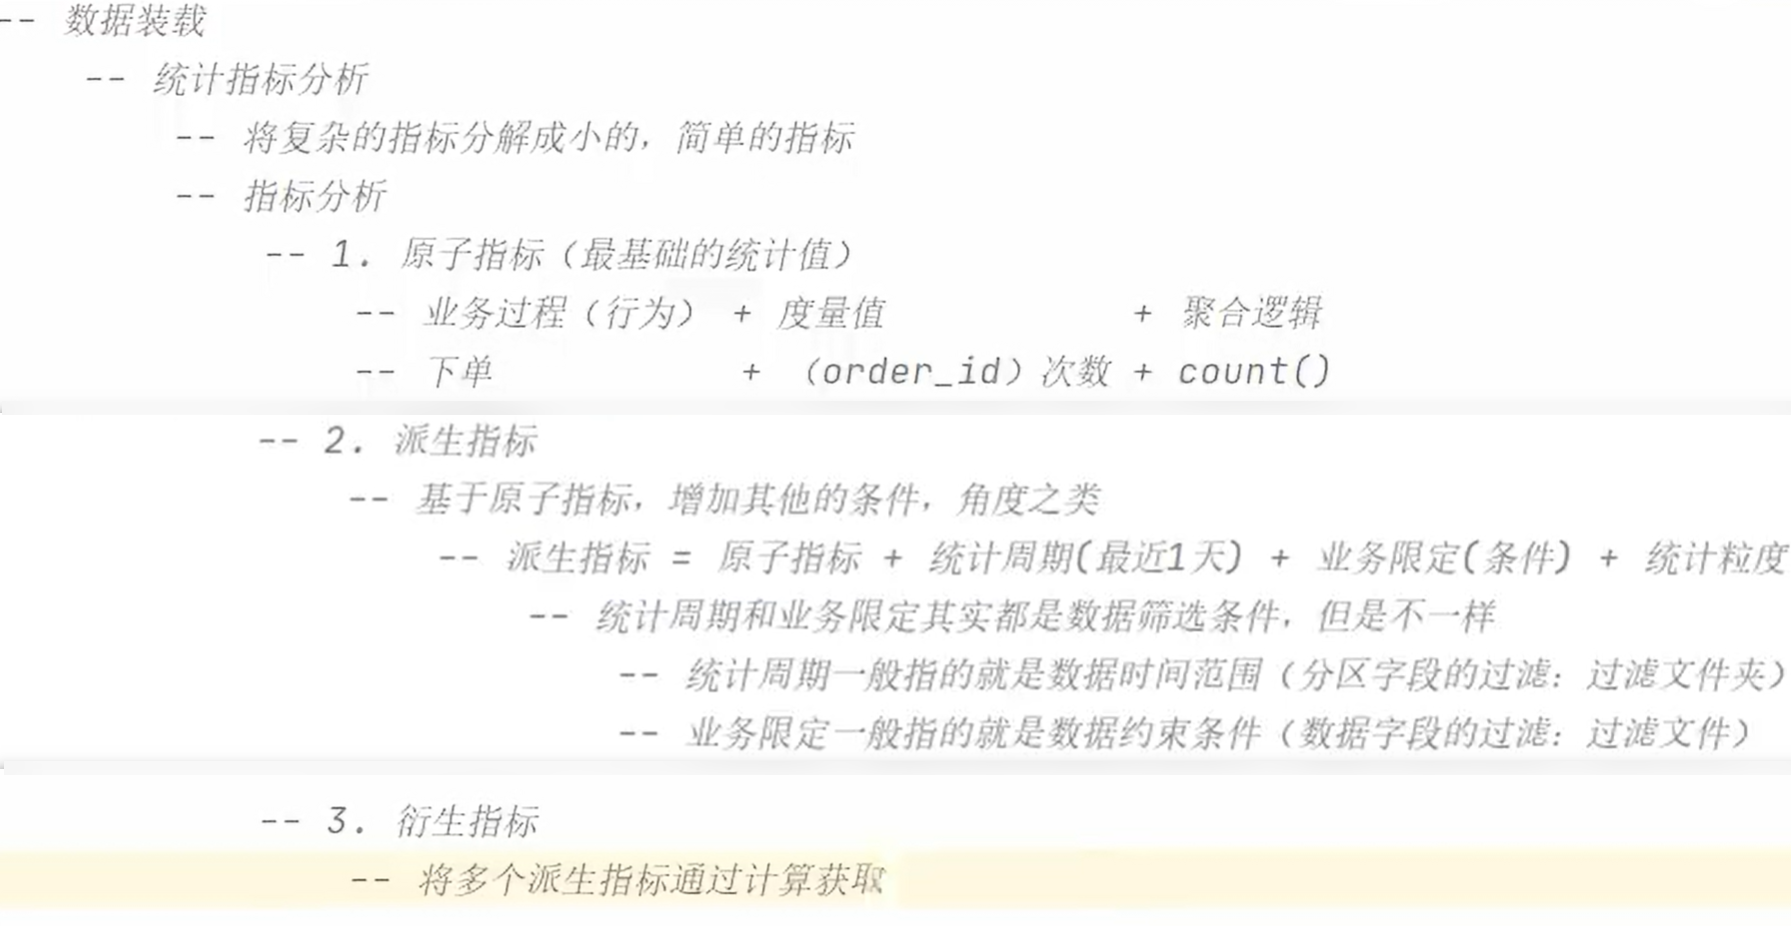 -- 数据装载
-- 统计指标分析
-- 将复杂的指标分解成小的，简单的指标
-- 指标分析
-- 1. 原子指标（最基础的统计值）
-- 业务过程（行为） + 度量值 + 聚合逻辑
-- 下单 + （order_id）次数 + count()
-- 2. 派生指标
-- 基于原子指标，增加其他的条件，角度之类
-- 派生指标 = 原子指标 + 统计周期(最近1天) + 业务限定(条件) + 统计粒度
-- 统计周期和业务限定其实都是数据筛选条件，但是不一样
-- 统计周期一般指的就是数据时间范围（分区字段的过滤：过滤文件夹）
-- 业务限定一般指的就是数据约束条件（数据字段的过滤：过滤文件）
-- 3. 衍生指标
-- 将多个派生指标通过计算获取